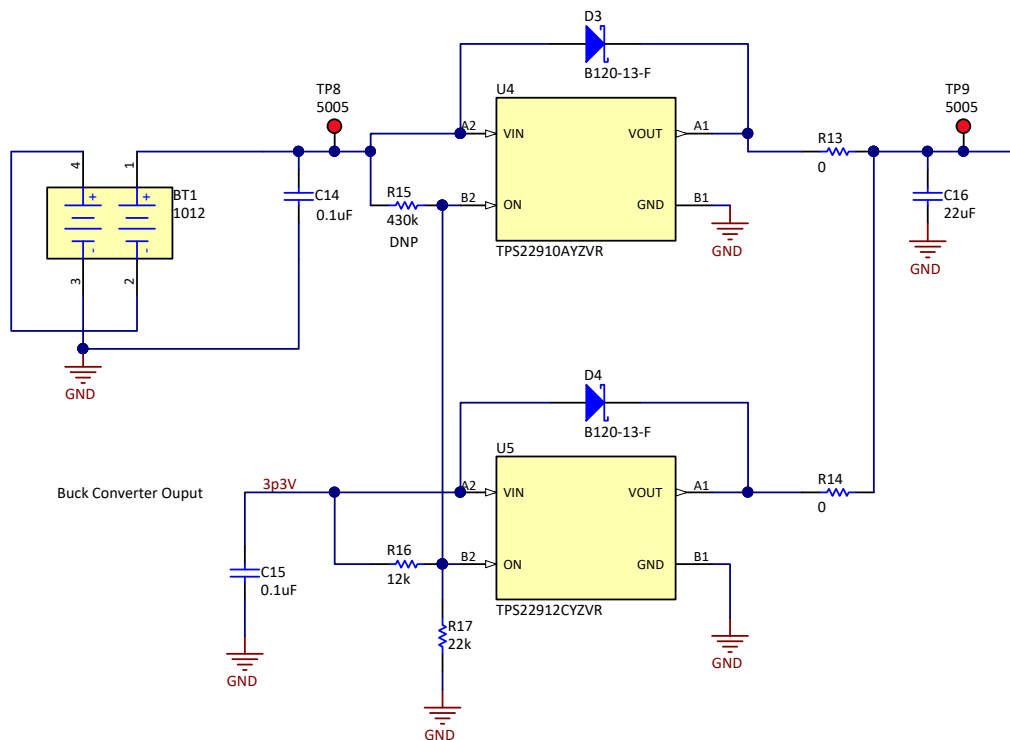 D3
B120-13-F
TP8
5005
TP9
5005
U4
A2
VIN
VOUT
A1
R13
0
4
1
+
+
BT1
1012
-
-
3
2
C14
0.1uF
R15
430k
DNP
B2
ON
GND
B1
GND
TPS22910AYZVR
C16
22uF
GND
GND
D4
B120-13-F
U5
Buck Converter Ouput
3p3V
A2
VIN
VOUT
A1
R14
0
C15
0.1uF
GND
R16
12k
B2
ON
GND
B1
GND
TPS22912CYZVR
R17
22k
GND